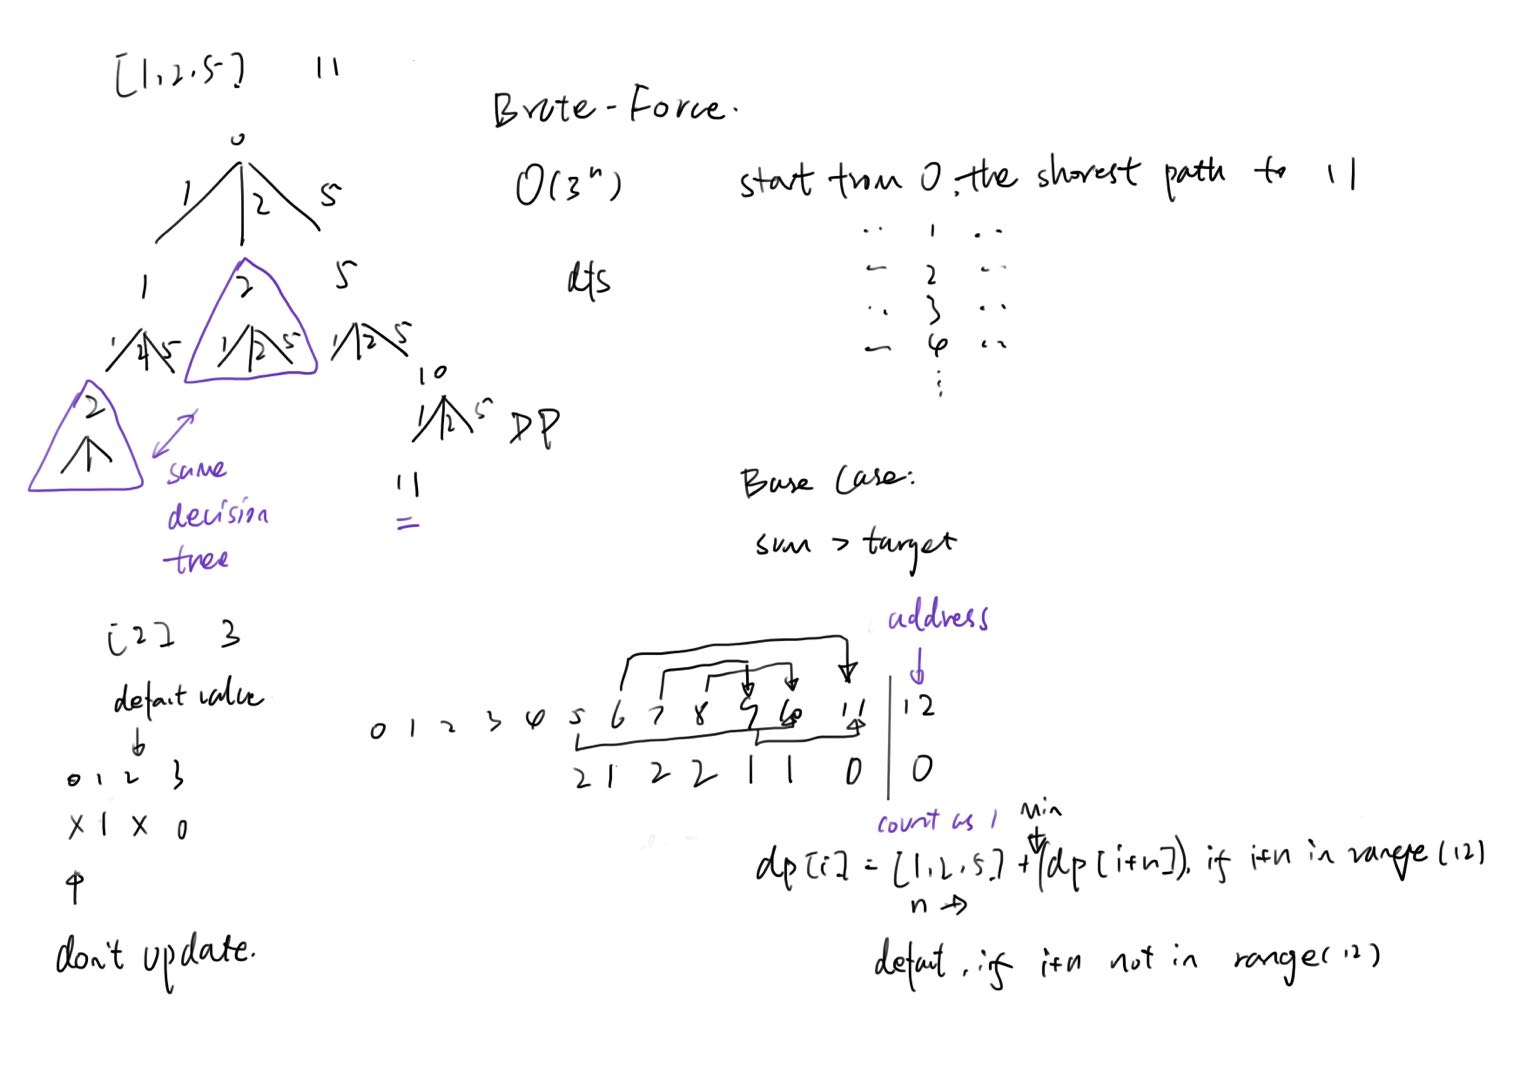 [1,2,5] 11
Brute-Force.
O(3ⁿ)
start from 0, the shorest path to 11
1
2
3
4
dfs
0
1 2 5
1 2 5
1 2 5 1 2 5 1 2 5
2
10
1 2 5
11
DP
same
decision
tree
Base Case:
sum > target
[2] 3
defaut value
0 1 2 3
x 1 x 0
don't update.
address
0 1 2 3 4 5 6 7 8 9 10 11 12
2 1 2 2 1 1 0 0
count as 1 min
dp[i] = [1,2,5] + (dp[i+n]), if i+n in range(12)
n →
defaut, if i+n not in range(12)